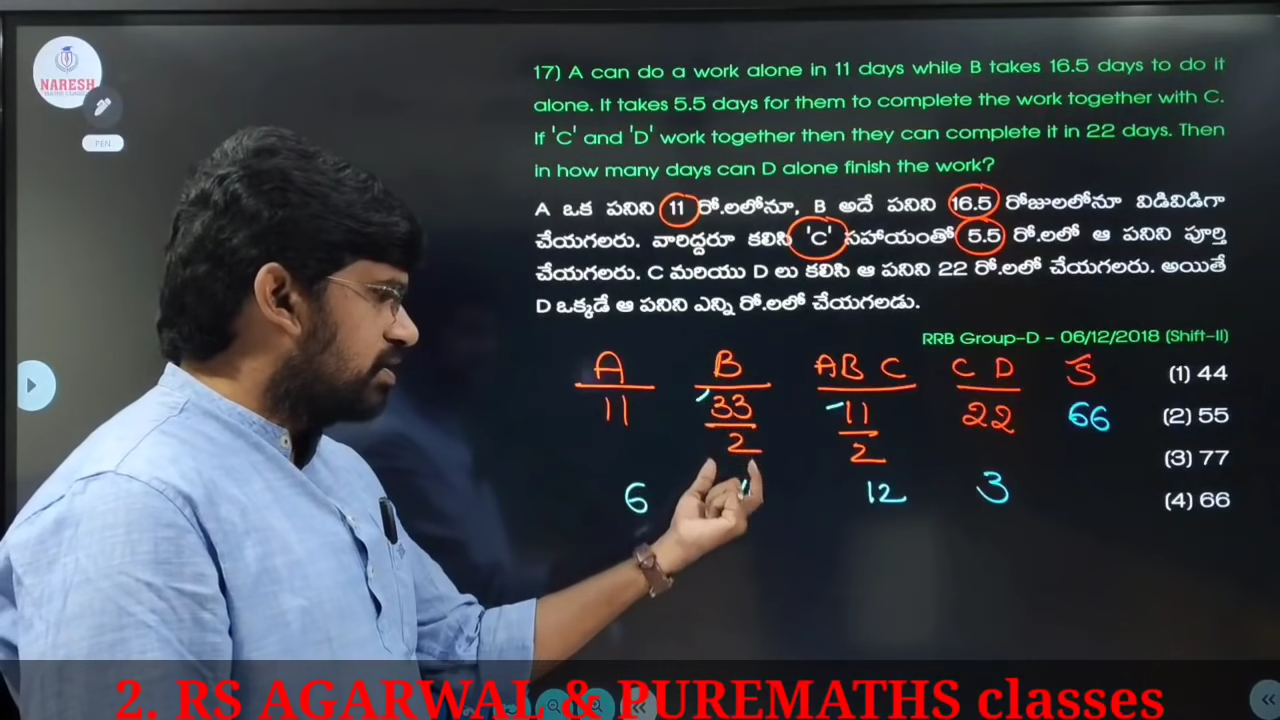 NARESH
MATHS CLASSES
PEN
17) A can do a work alone in 11 days while B takes 16.5 days to do it
alone. It takes 5.5 days for them to complete the work together with C.
If 'C' and 'D' work together then they can complete it in 22 days. Then
in how many days can D alone finish the work?
A ఒక పనిని 11 రో.లలోనూ, B అదే పనిని 16.5 రోజులలోనూ విడివిడిగా
చేయగలరు. వారిద్దరూ కలిసి 'C' సహాయంతో 5.5 రో.లలో ఆ పనిని పూర్తి
చేయగలరు. C మరియు D లు కలిసి ఆ పనిని 22 రో.లలో చేయగలరు. అయితే
D ఒక్కడే ఆ పనిని ఎన్ని రో.లలో చేయగలడు.
RRB Group-D - 06/12/2018 (Shift-II)
A B AB C C D
11 33/2 11/2 22 66
6 12 3
(1) 44
(2) 55
(3) 77
(4) 66
2. RS AGARWAL & PUREMATHS classes